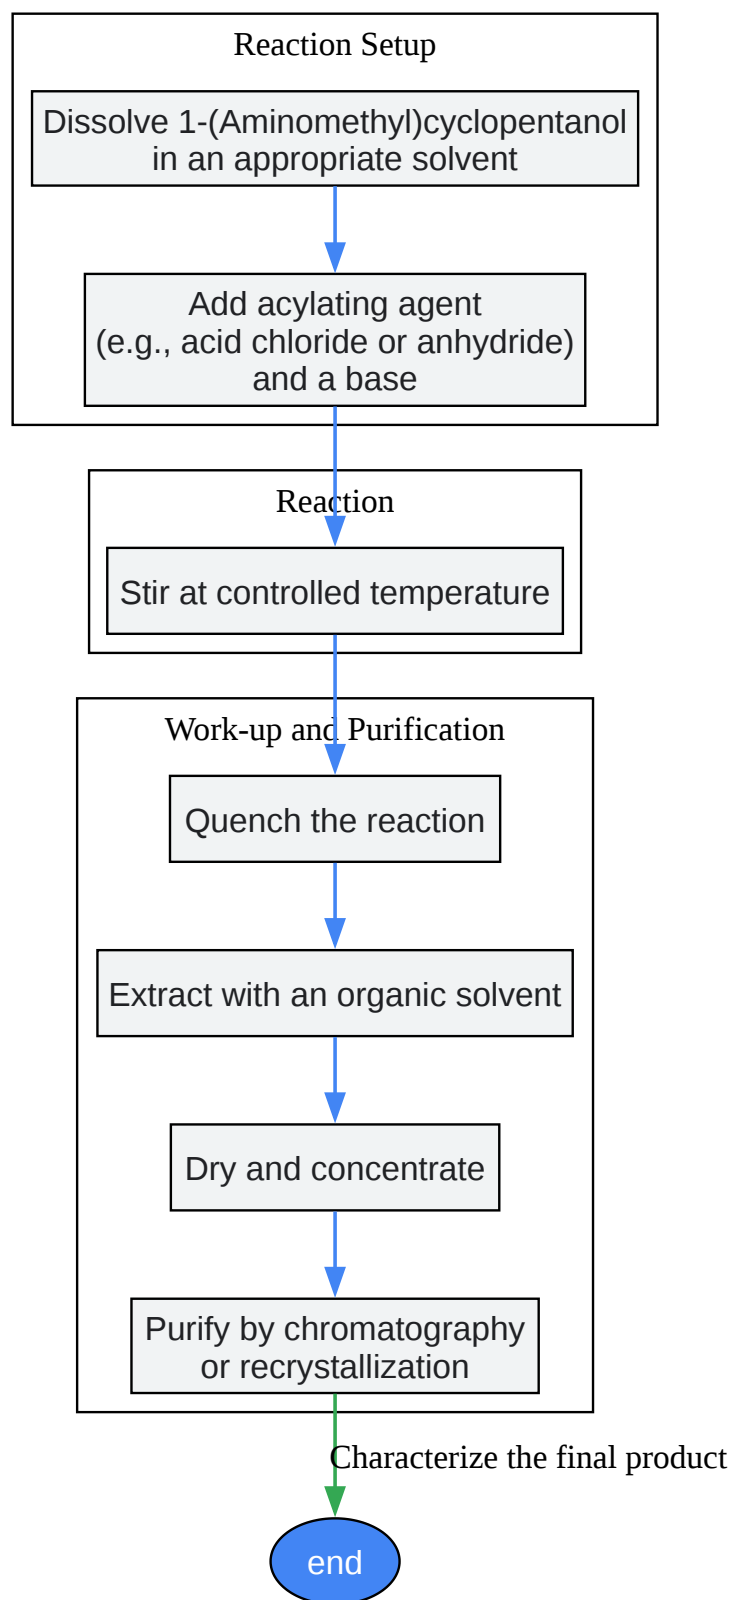 Reaction Setup
Dissolve 1-(Aminomethyl)cyclopentanol
in an appropriate solvent
Add acylating agent
(e.g., acid chloride or anhydride)
and a base
Reaction
Stir at controlled temperature
Work-up and Purification
Quench the reaction
Extract with an organic solvent
Dry and concentrate
Purify by chromatography
or recrystallization
Characterize the final product
end